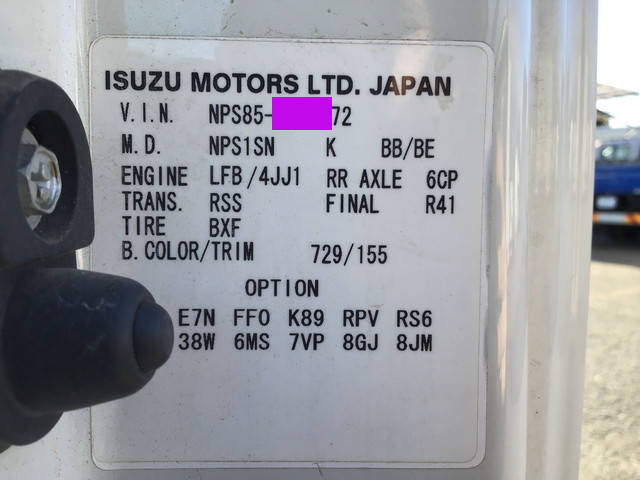 ISUZU MOTORS LTD. JAPAN
V.I.N. NPS85- 72
M.D. NPS1SN K BB/BE
ENGINE LFB/4JJ1 RR AXLE 6CP
TRANS. RSS FINAL R41
TIRE BXF
B.COLOR/TRIM 729/155
OPTION
E7N FF0 K89 RPV RS6
38W 6MS 7VP 8GJ 8JM